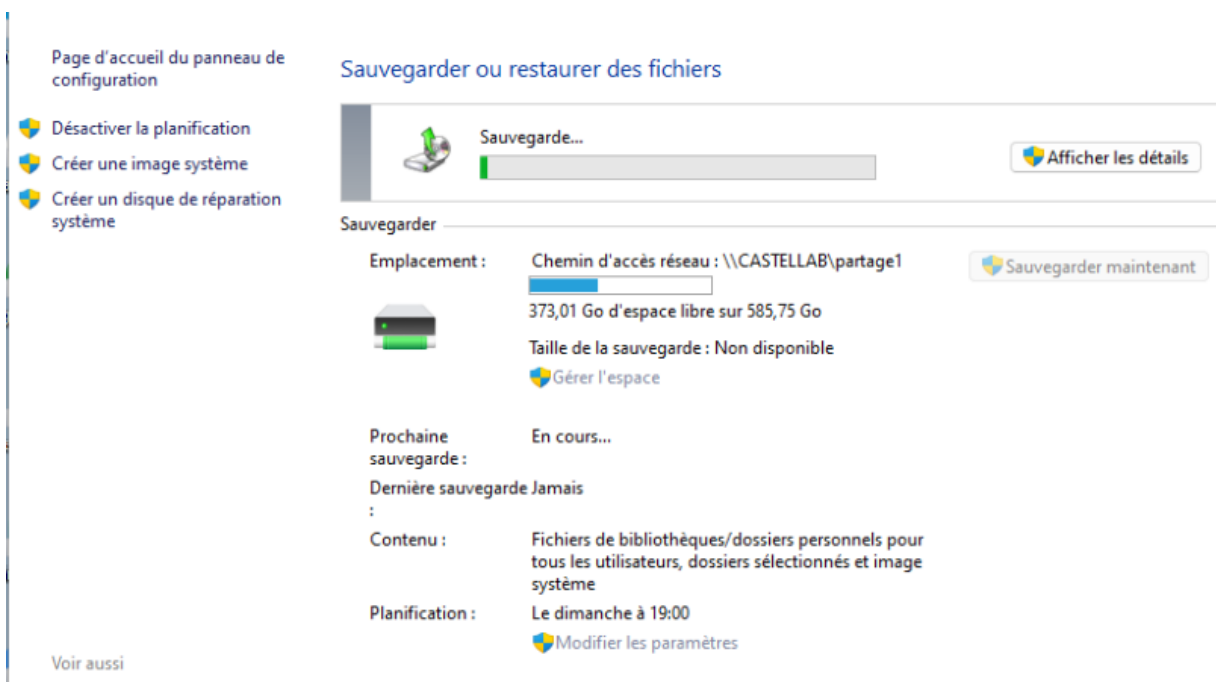 Page d'accueil du panneau de
configuration
Désactiver la planification
Créer une image système
Créer un disque de réparation
système
Voir aussi
Sauvegarder ou restaurer des fichiers
Sauvegarde...
Afficher les détails
Sauvegarder
Emplacement :
Chemin d'accès réseau : \\CASTELLAB\partage1
Sauvegarder maintenant
373,01 Go d'espace libre sur 585,75 Go
Taille de la sauvegarde : Non disponible
Gérer l'espace
Prochaine
sauvegarde :
En cours...
Dernière sauvegarde
:
Jamais
Contenu :
Fichiers de bibliothèques/dossiers personnels pour
tous les utilisateurs, dossiers sélectionnés et image
système
Planification :
Le dimanche à 19:00
Modifier les paramètres